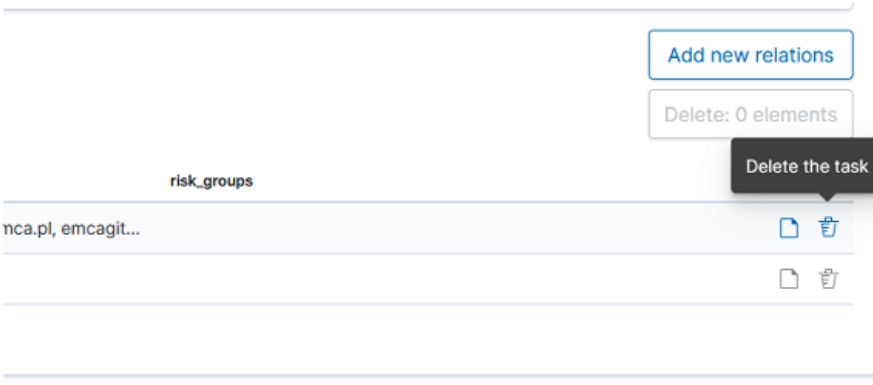 Add new relations
Delete: 0 elements
Delete the task
risk_groups
mca.pl, emcagit...